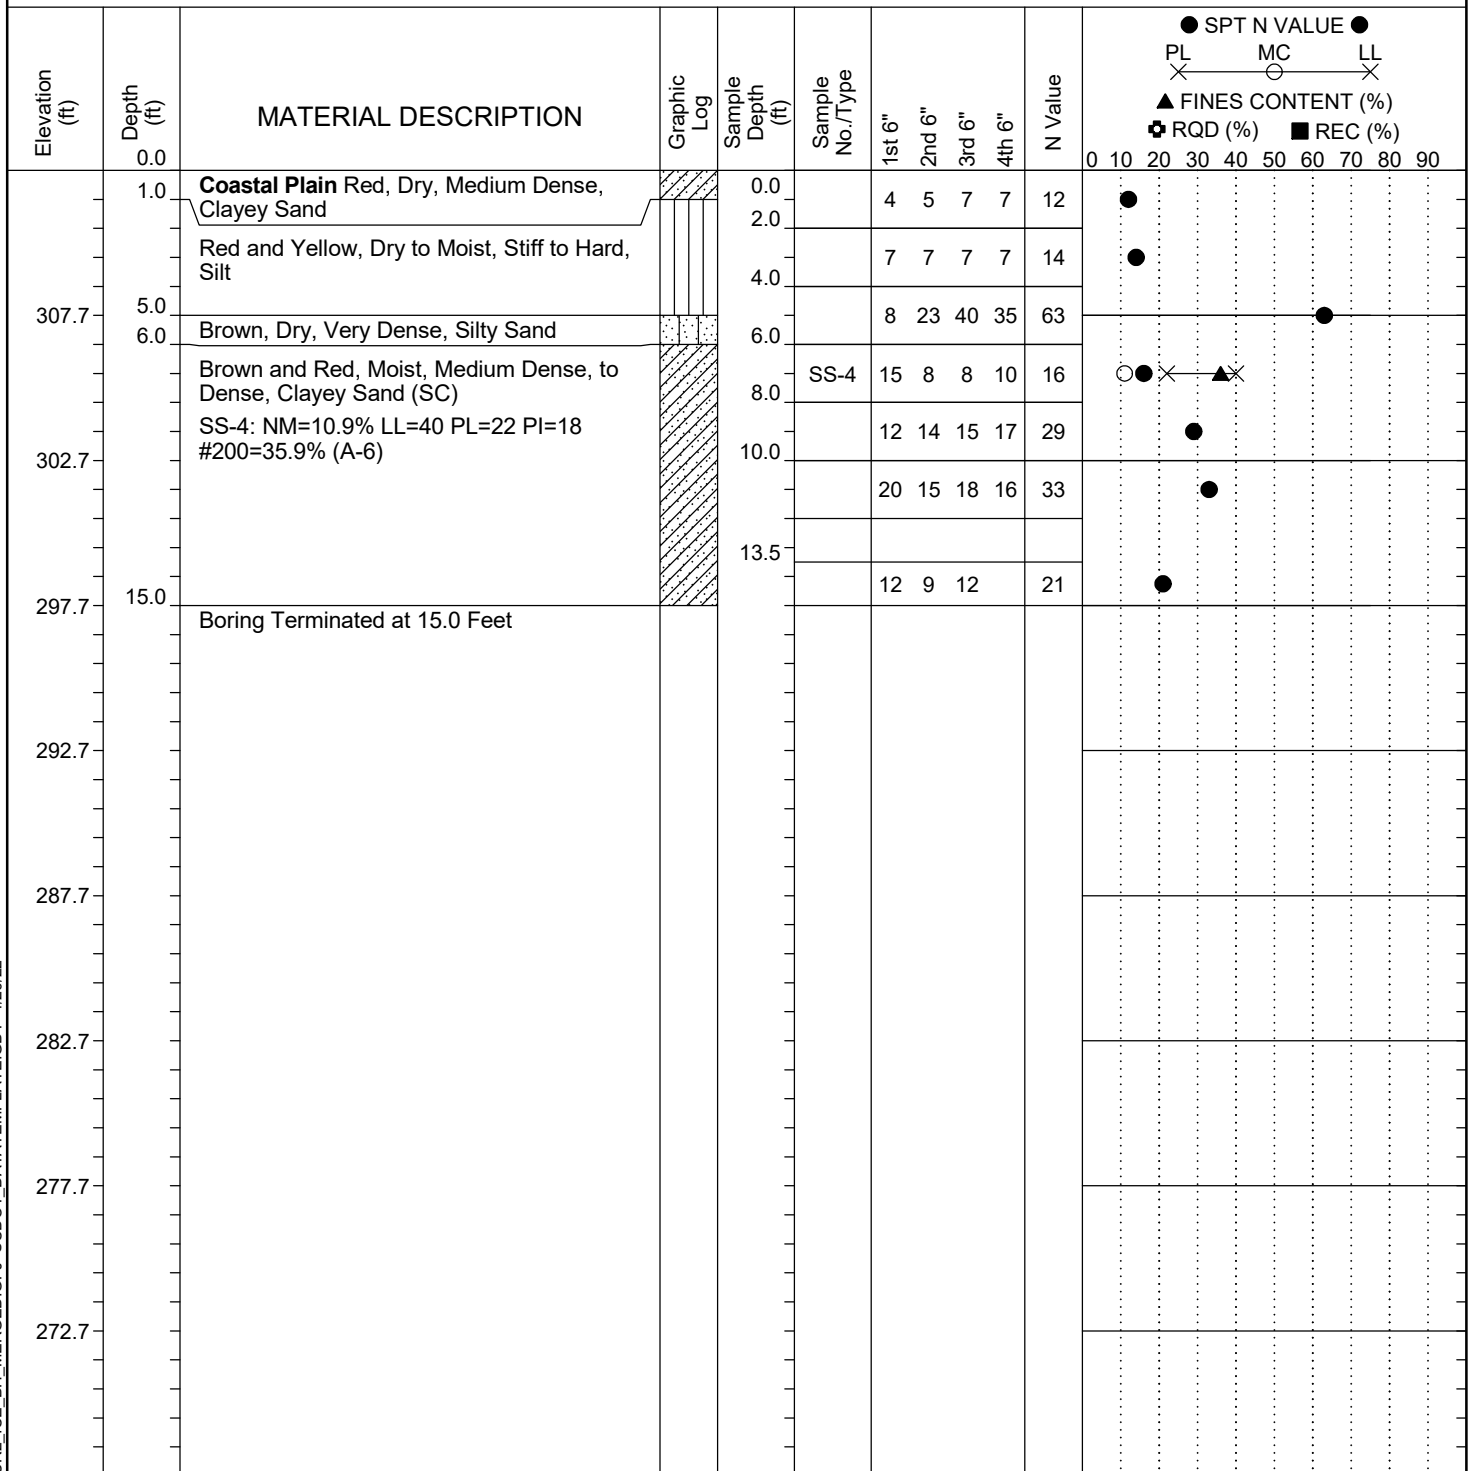 ● SPT N VALUE ●
PL MC LL
▲ FINES CONTENT (%)
RQD (%) ■ REC (%)
0 10 20 30 40 50 60 70 80 90
Elevation (ft)
Depth (ft)
0.0
MATERIAL DESCRIPTION
Graphic Log
Sample Depth (ft)
Sample No./Type
1st 6"
2nd 6"
3rd 6"
4th 6"
N Value
1.0
Coastal Plain Red, Dry, Medium Dense,
Clayey Sand
0.0
4 5 7 7 12
2.0
Red and Yellow, Dry to Moist, Stiff to Hard,
Silt
7 7 7 7 14
4.0
307.7
5.0
8 23 40 35 63
6.0
Brown, Dry, Very Dense, Silty Sand
6.0
Brown and Red, Moist, Medium Dense, to
Dense, Clayey Sand (SC)
SS-4 15 8 8 10 16
8.0
SS-4: NM=10.9% LL=40 PL=22 PI=18
#200=35.9% (A-6)
12 14 15 17 29
10.0
302.7
20 15 18 16 33
13.5
12 9 12 21
15.0
297.7
Boring Terminated at 15.0 Feet
292.7
287.7
282.7
277.7
272.7